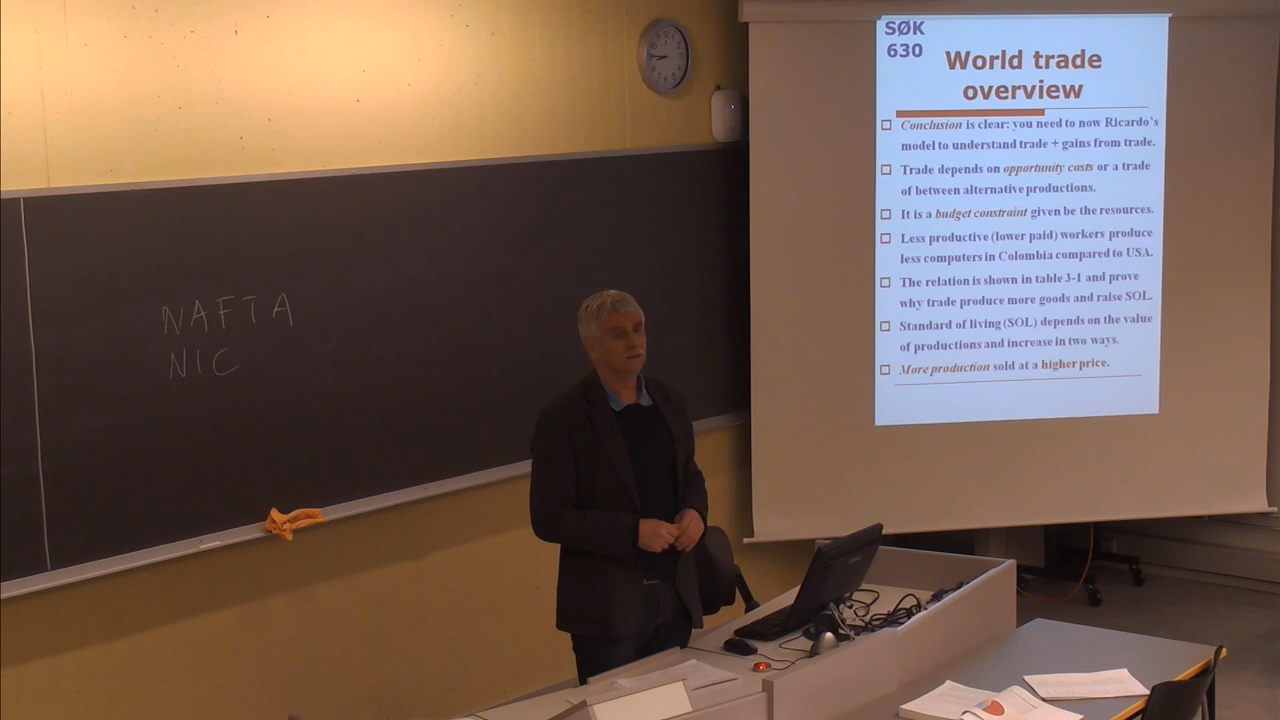 NAFTA
NIC
SØK
630
World trade
overview
Conclusion is clear: you need to now Ricardo's
model to understand trade + gains from trade.
Trade depends on opportunity costs or a trade
of between alternative productions.
It is a budget constraint given be the resources.
Less productive (lower paid) workers produce
less computers in Colombia compared to USA.
The relation is shown in table 3-1 and prove
why trade produce more goods and raise SOL.
Standard of living (SOL) depends on the value
of productions and increase in two ways.
More production sold at a higher price.